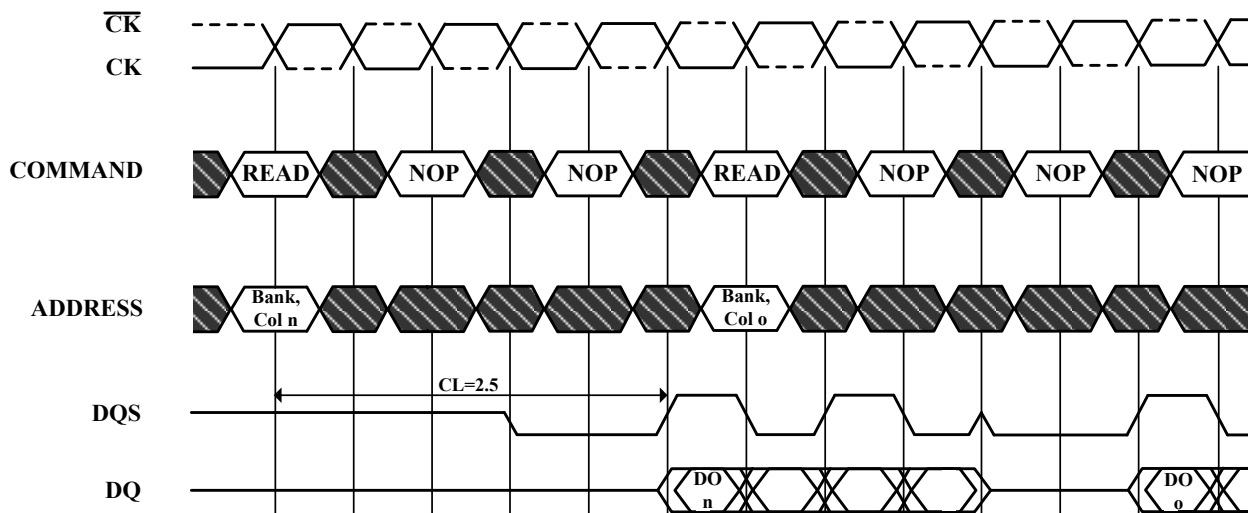 CK
CK
COMMAND
READ NOP NOP READ NOP NOP NOP
ADDRESS
Bank,
Col n
Bank,
Col o
CL=2.5
DQS
DQ
DO
n
DO
o